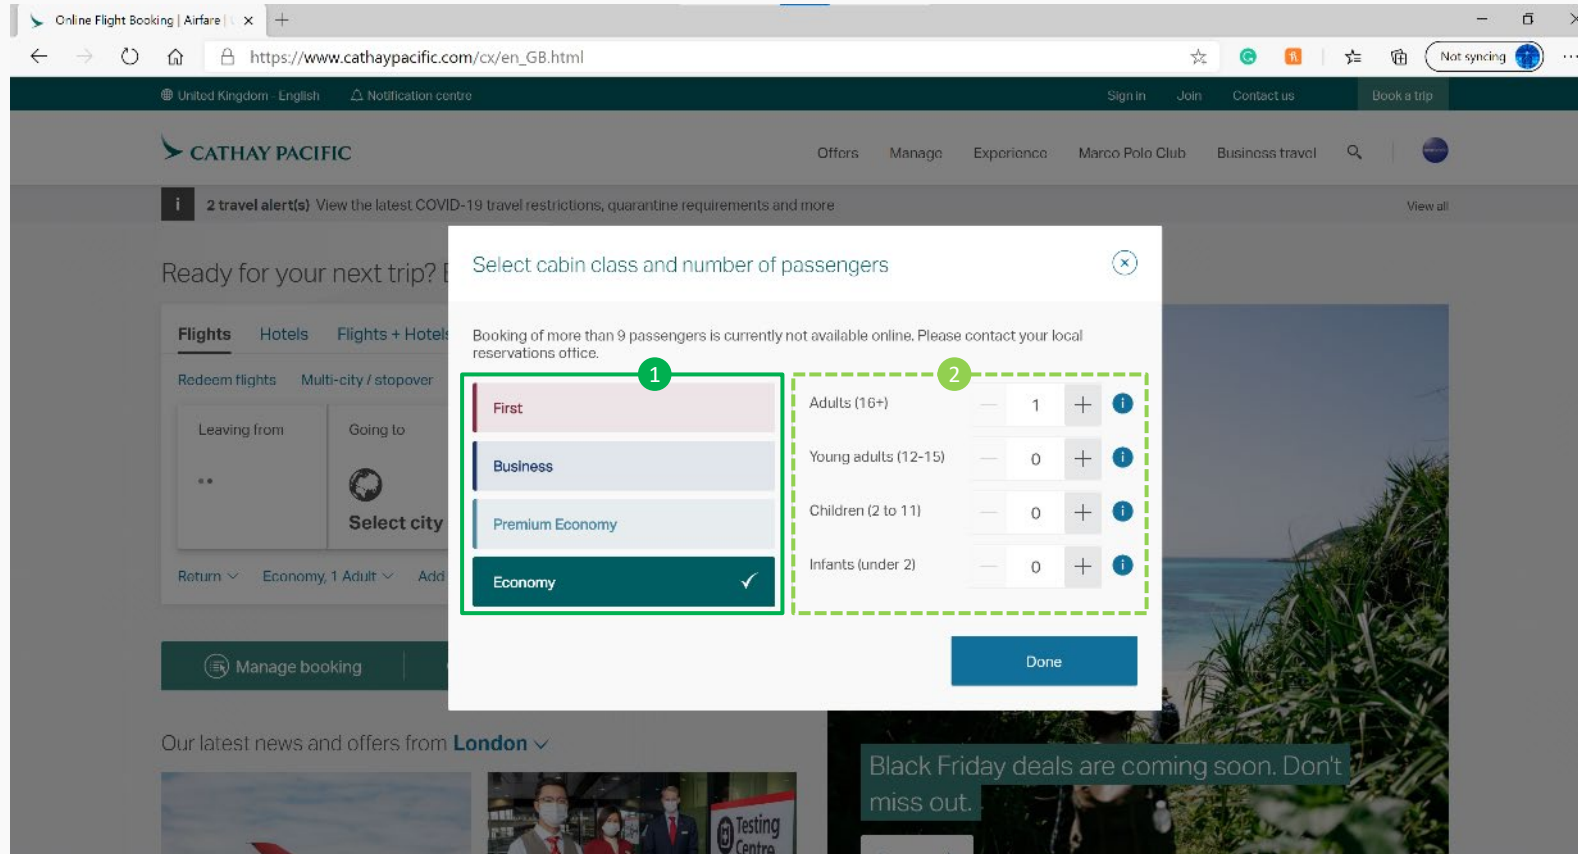 Online Flight Booking | Airfare |
https://www.cathaypacific.com/cx/en_GB.html
Not syncing
United Kingdom - English
Notification centre
Sign in
Join
Contact us
Book a trip
CATHAY PACIFIC
Offers
Manage
Experience
Marco Polo Club
Business travel
i
2 travel alert(s) View the latest COVID-19 travel restrictions, quarantine requirements and more
View all
Ready for your next trip?
Select cabin class and number of passengers
Flights
Hotels
Flights + Hotels
Booking of more than 9 passengers is currently not available online. Please contact your local
reservations office.
Redeem flights
Multi-city / stopover
1
2
First
Adults (16+)
1
Leaving from
Going to
Business
Young adults (12-15)
0
Select city
Premium Economy
Children (2 to 11)
0
Return
Economy, 1 Adult
Add
Economy
Infants (under 2)
0
Manage booking
Done
Our latest news and offers from London
Black Friday deals are coming soon. Don't
miss out.
Testing
Centre